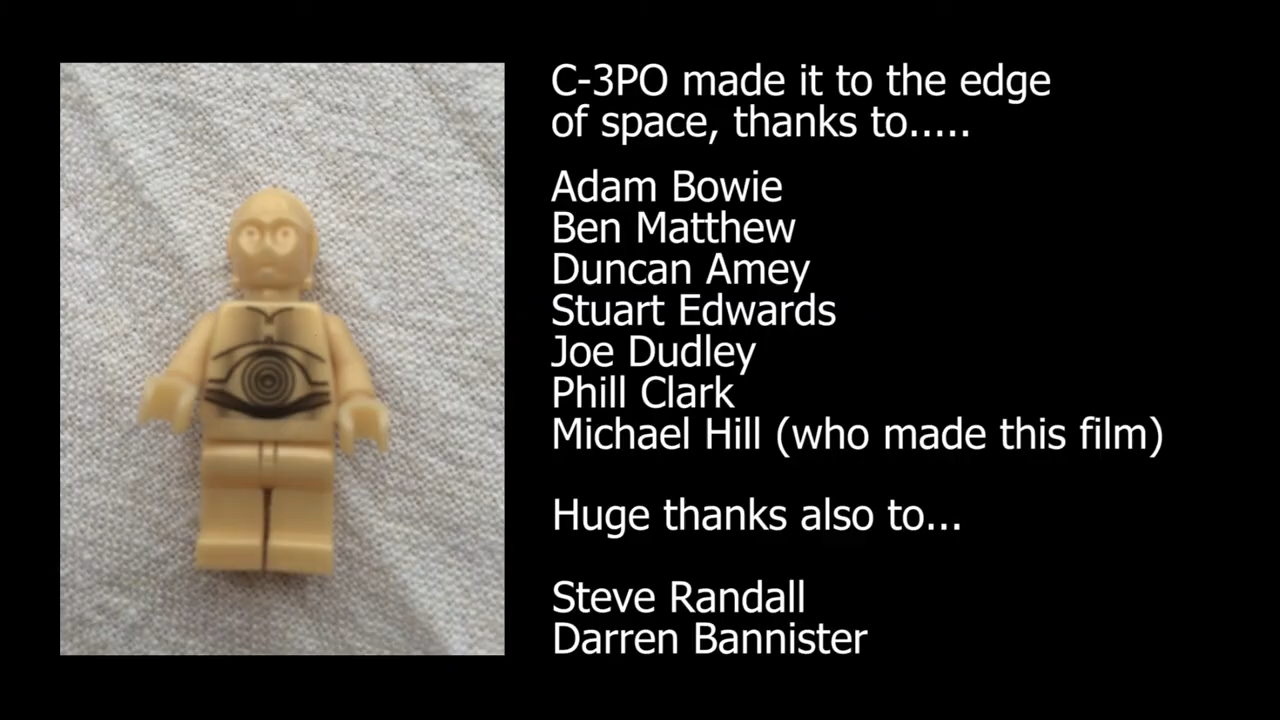 C-3PO made it to the edge
of space, thanks to.....
Adam Bowie
Ben Matthew
Duncan Amey
Stuart Edwards
Joe Dudley
Phill Clark
Michael Hill (who made this film)
Huge thanks also to...
Steve Randall
Darren Bannister